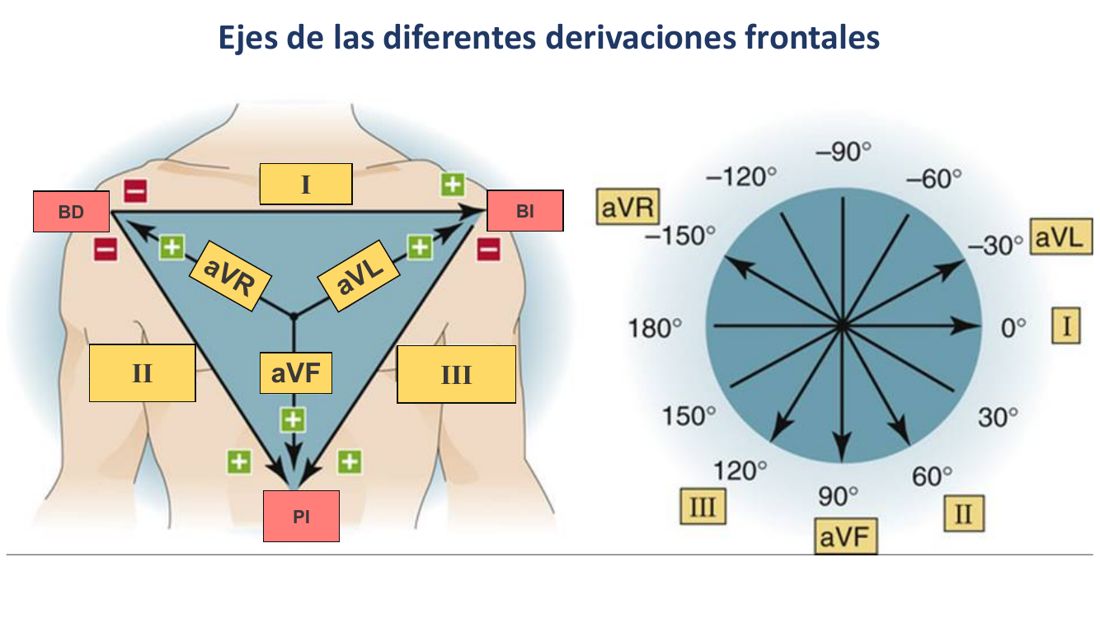 Ejes de las diferentes derivaciones frontales
I
BD
BI
aVR
aVL
II
aVF
III
PI
–90°
–120°
–60°
aVR
–150°
–30°
aVL
180°
0°
I
150°
30°
120°
60°
90°
III
II
aVF